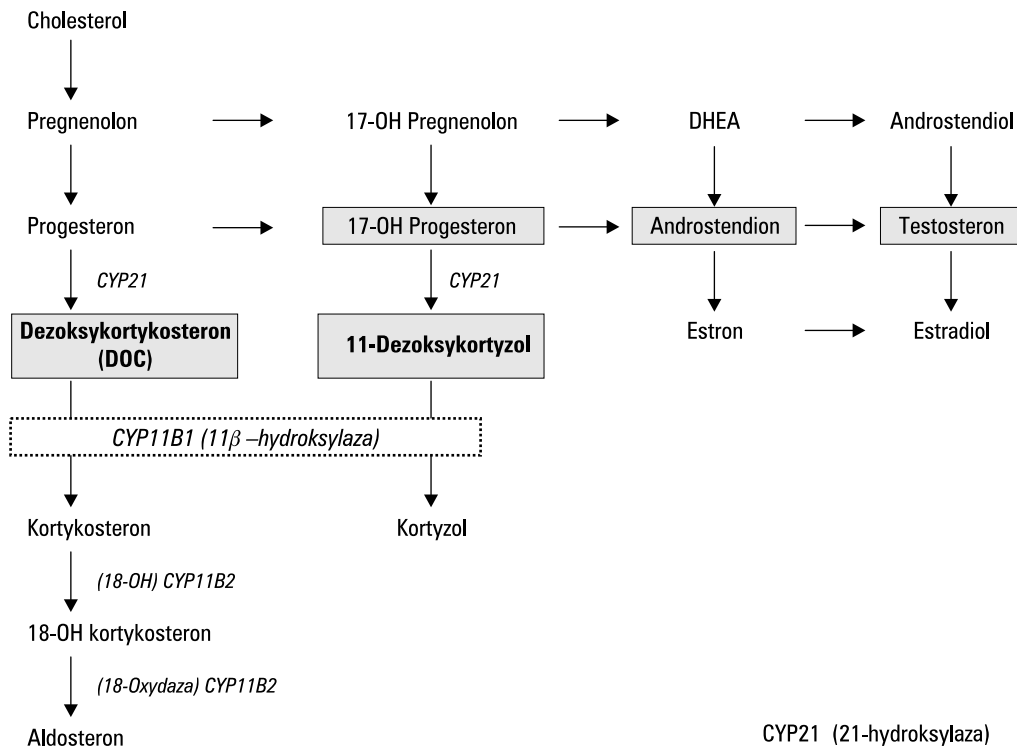 Cholesterol
Pregnenolon
17-OH Pregnenolon
DHEA
Androstendiol
Progesteron
17-OH Progesteron
Androstendion
Testosteron
CYP21
CYP21
Dezoksykortykosteron
(DOC)
11-Dezoksykortyzol
Estron
Estradiol
CYP11B1 (11β –hydroksylaza)
Kortykosteron
Kortyzol
(18-OH) CYP11B2
18-OH kortykosteron
(18-Oxydaza) CYP11B2
Aldosteron
CYP21 (21-hydroksylaza)